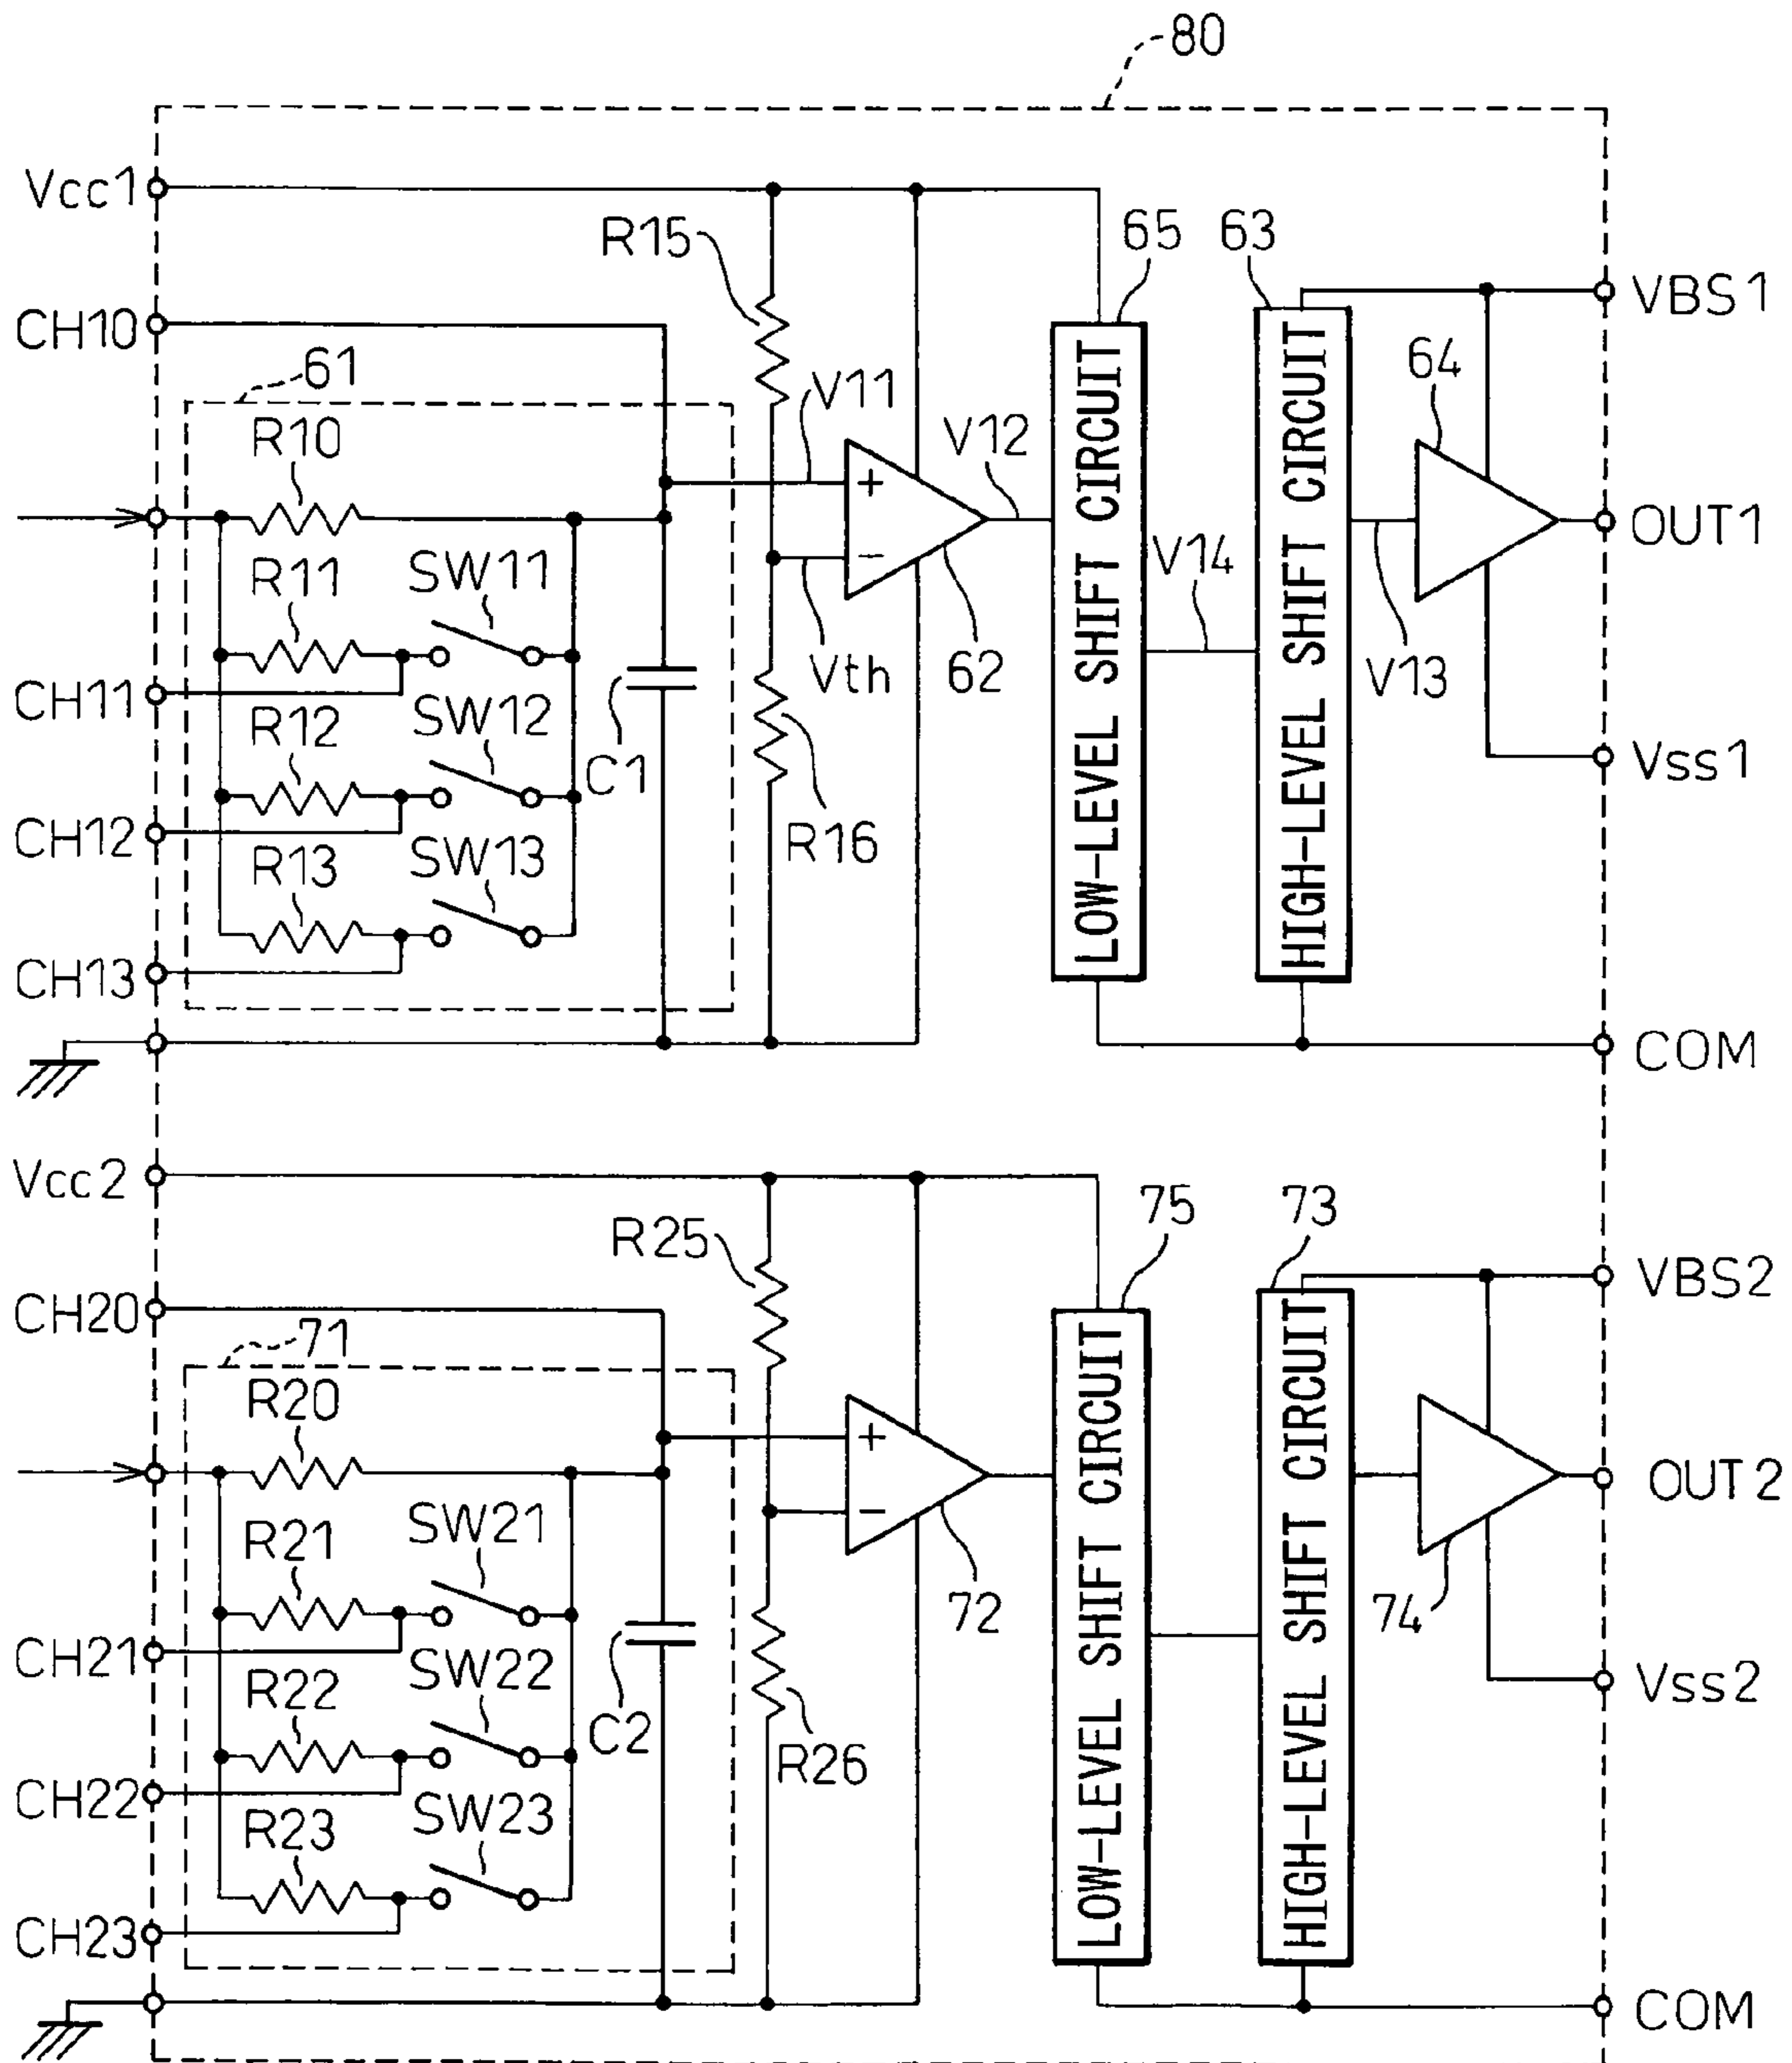 80
Vcc1
R15
65
63
VBS1
CH10
61
V11
64
R10
V12
LOW-LEVEL SHIFT CIRCUIT
HIGH-LEVEL SHIFT CIRCUIT
+
OUT1
R11
SW11
−
V14
CH11
Vth
62
V13
R12
SW12
C1
Vss1
CH12
R16
R13
SW13
CH13
COM
Vcc2
R25
75
73
VBS2
CH20
71
R20
LOW-LEVEL SHIFT CIRCUIT
HIGH-LEVEL SHIFT CIRCUIT
+
OUT2
R21
SW21
−
72
74
CH21
R22
SW22
C2
Vss2
R26
CH22
R23
SW23
CH23
COM